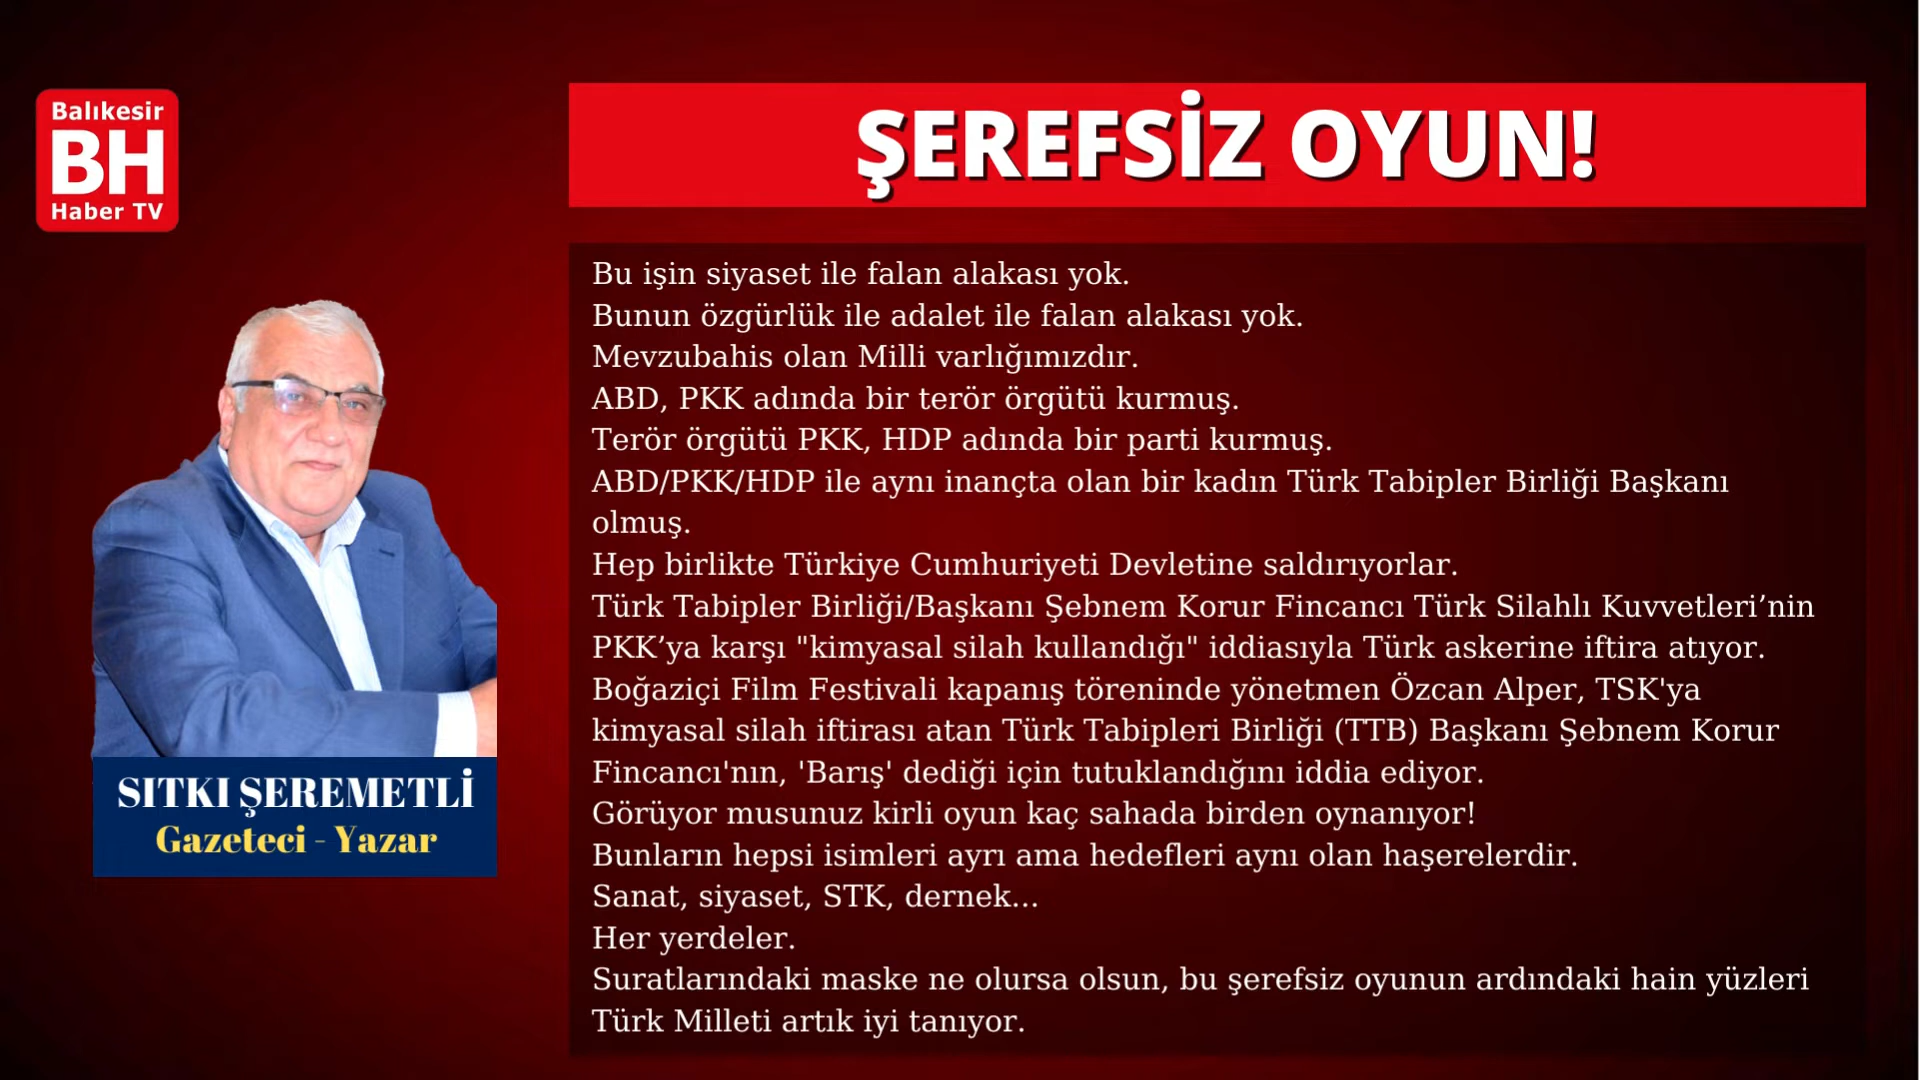 Balıkesir
BH
Haber TV
ŞEREFSİZ OYUN!
Bu işin siyaset ile falan alakası yok.
Bunun özgürlük ile adalet ile falan alakası yok.
Mevzubahis olan Milli varlığımızdır.
ABD, PKK adında bir terör örgütü kurmuş.
Terör örgütü PKK, HDP adında bir parti kurmuş.
ABD/PKK/HDP ile aynı inançta olan bir kadın Türk Tabipler Birliği Başkanı
olmuş.
Hep birlikte Türkiye Cumhuriyeti Devletine saldırıyorlar.
Türk Tabipler Birliği/Başkanı Şebnem Korur Fincancı Türk Silahlı Kuvvetleri’nin
PKK’ya karşı "kimyasal silah kullandığı" iddiasıyla Türk askerine iftira atıyor.
Boğaziçi Film Festivali kapanış töreninde yönetmen Özcan Alper, TSK'ya
kimyasal silah iftirası atan Türk Tabipleri Birliği (TTB) Başkanı Şebnem Korur
Fincancı'nın, 'Barış' dediği için tutuklandığını iddia ediyor.
Görüyor musunuz kirli oyun kaç sahada birden oynanıyor!
Bunların hepsi isimleri ayrı ama hedefleri aynı olan haşerelerdir.
Sanat, siyaset, STK, dernek...
Her yerdeler.
Suratlarındaki maske ne olursa olsun, bu şerefsiz oyunun ardındaki hain yüzleri
Türk Milleti artık iyi tanıyor.
SITKI ŞEREMETLİ
Gazeteci - Yazar